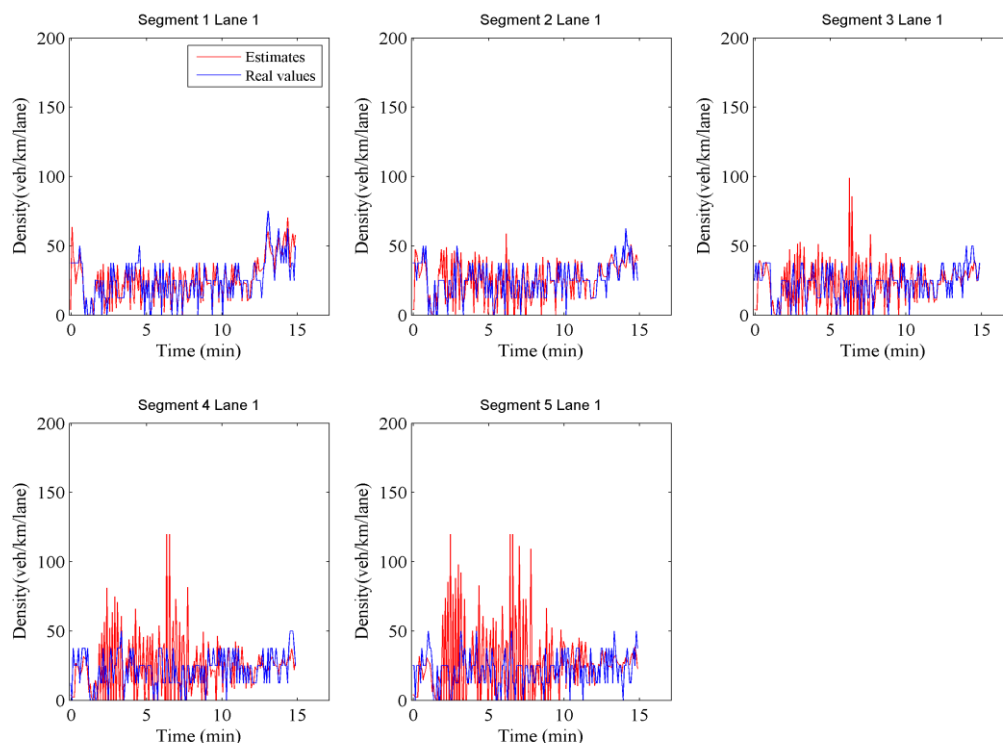 Segment 1 Lane 1
200
150
100
50
0
Density(veh/km/lane)
Estimates
Real values
0 5 10 15
Time (min)
Segment 2 Lane 1
200
150
100
50
0
Density(veh/km/lane)
0 5 10 15
Time (min)
Segment 3 Lane 1
200
150
100
50
0
Density(veh/km/lane)
0 5 10 15
Time (min)
Segment 4 Lane 1
200
150
100
50
0
Density(veh/km/lane)
0 5 10 15
Time (min)
Segment 5 Lane 1
200
150
100
50
0
Density(veh/km/lane)
0 5 10 15
Time (min)